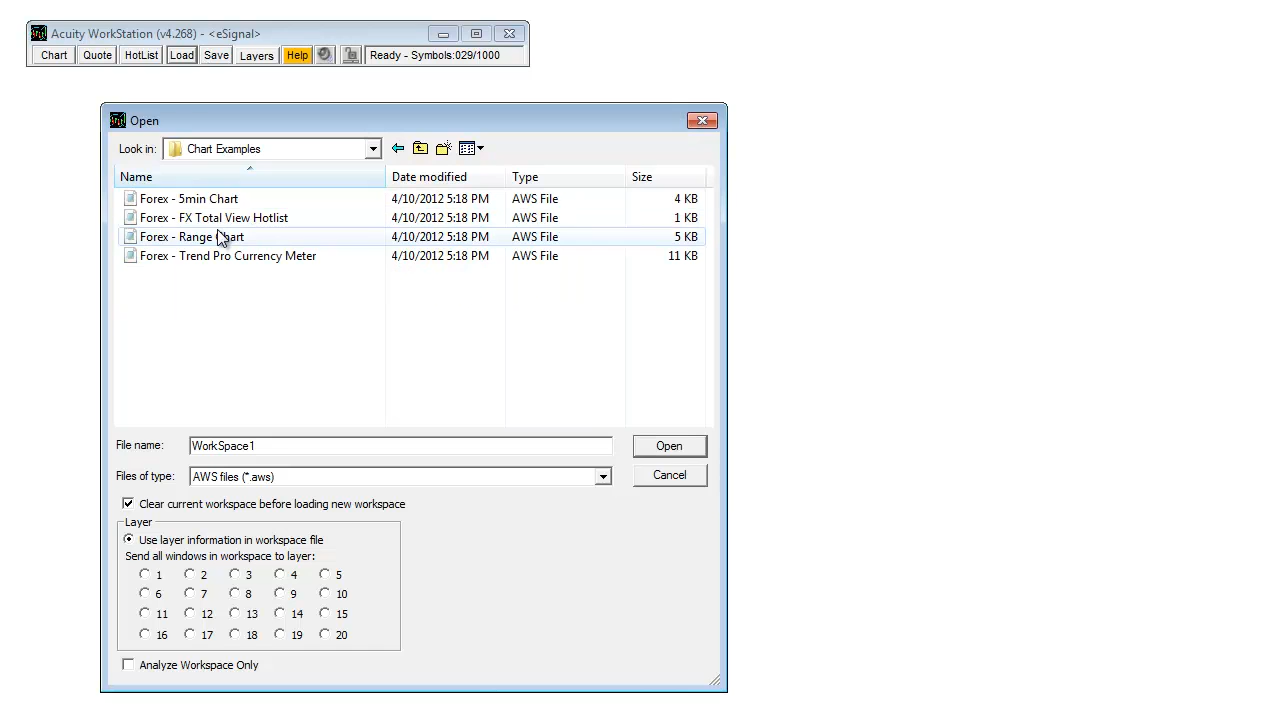 Acuity WorkStation (v4.268) - <eSignal>
Chart Quote HotList Load Save Layers Help Ready - Symbols:029/1000
Open
Look in: Chart Examples
Name Date modified Type Size
Forex - 5min Chart 4/10/2012 5:18 PM AWS File 4 KB
Forex - FX Total View Hotlist 4/10/2012 5:18 PM AWS File 1 KB
Forex - Range Chart 4/10/2012 5:18 PM AWS File 5 KB
Forex - Trend Pro Currency Meter 4/10/2012 5:18 PM AWS File 11 KB
File name: WorkSpace1 Open
Files of type: AWS files (*.aws) Cancel
Clear current workspace before loading new workspace
Layer
Use layer information in workspace file
Send all windows in workspace to layer:
1 2 3 4 5
6 7 8 9 10
11 12 13 14 15
16 17 18 19 20
Analyze Workspace Only